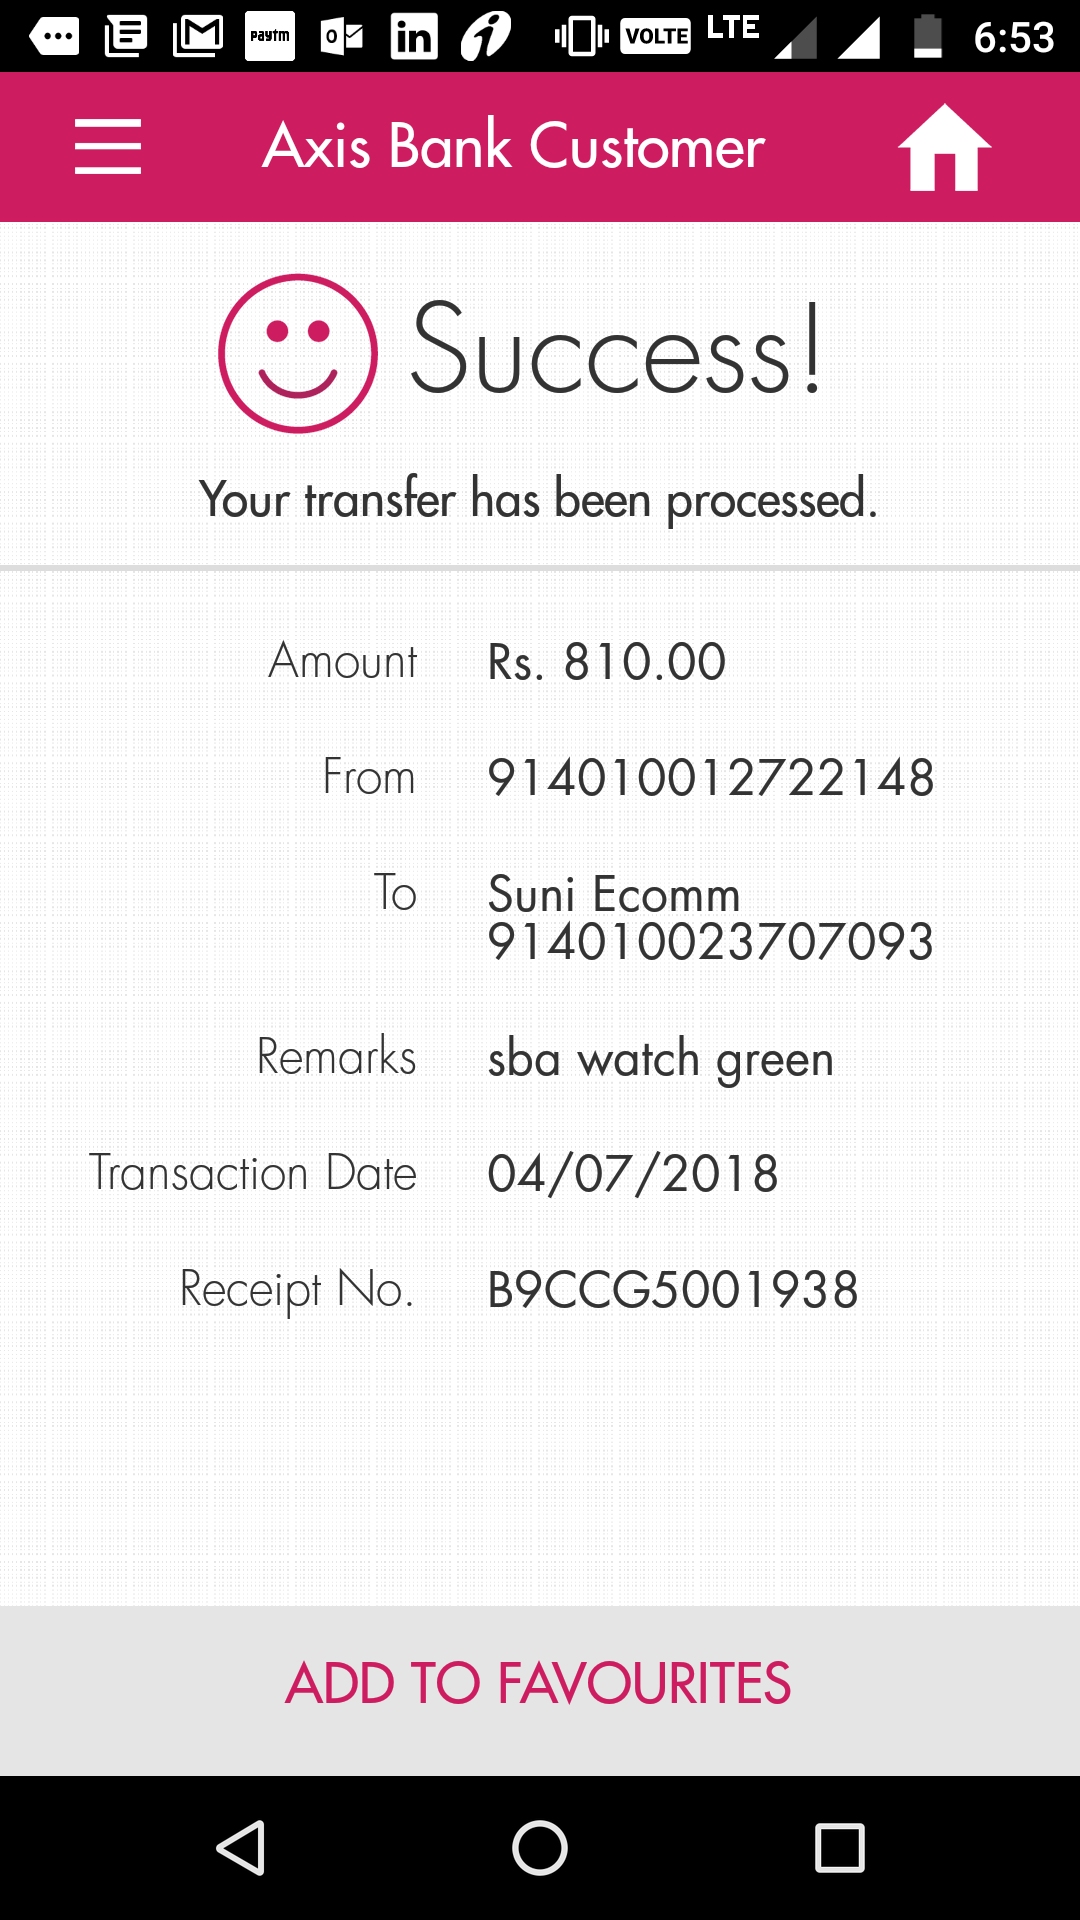 paytm
in
VOLTE LTE 6:53
Axis Bank Customer
Success!
Your transfer has been processed.
Amount Rs. 810.00
From 914010012722148
To Suni Ecomm
914010023707093
Remarks sba watch green
Transaction Date 04/07/2018
Receipt No. B9CCG5001938
ADD TO FAVOURITES